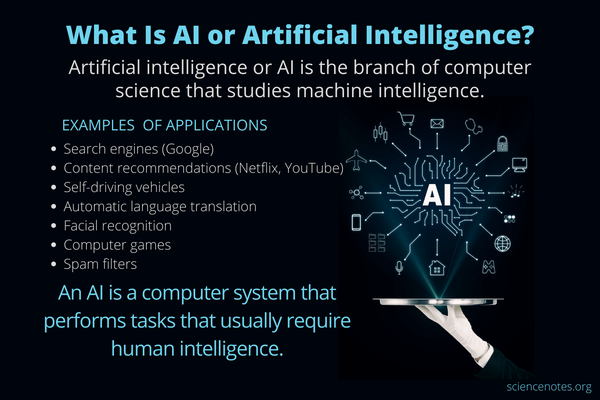 What Is AI or Artificial Intelligence?
Artificial intelligence or AI is the branch of computer
science that studies machine intelligence.
EXAMPLES OF APPLICATIONS
Search engines (Google)
Content recommendations (Netflix, YouTube)
Self-driving vehicles
Automatic language translation
Facial recognition
Computer games
Spam filters
AI
An AI is a computer system that
performs tasks that usually require
human intelligence.
sciencenotes.org